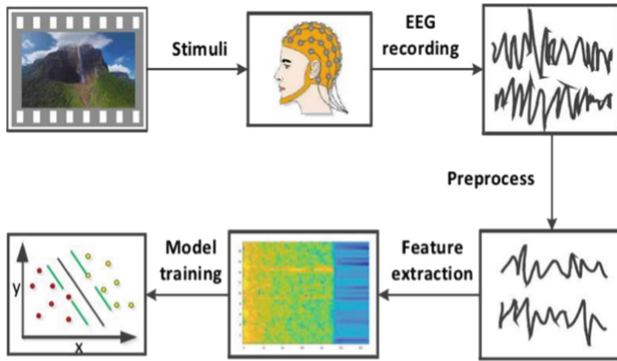 Stimuli
EEG
recording
Preprocess
Feature
extraction
Model
training
y
x